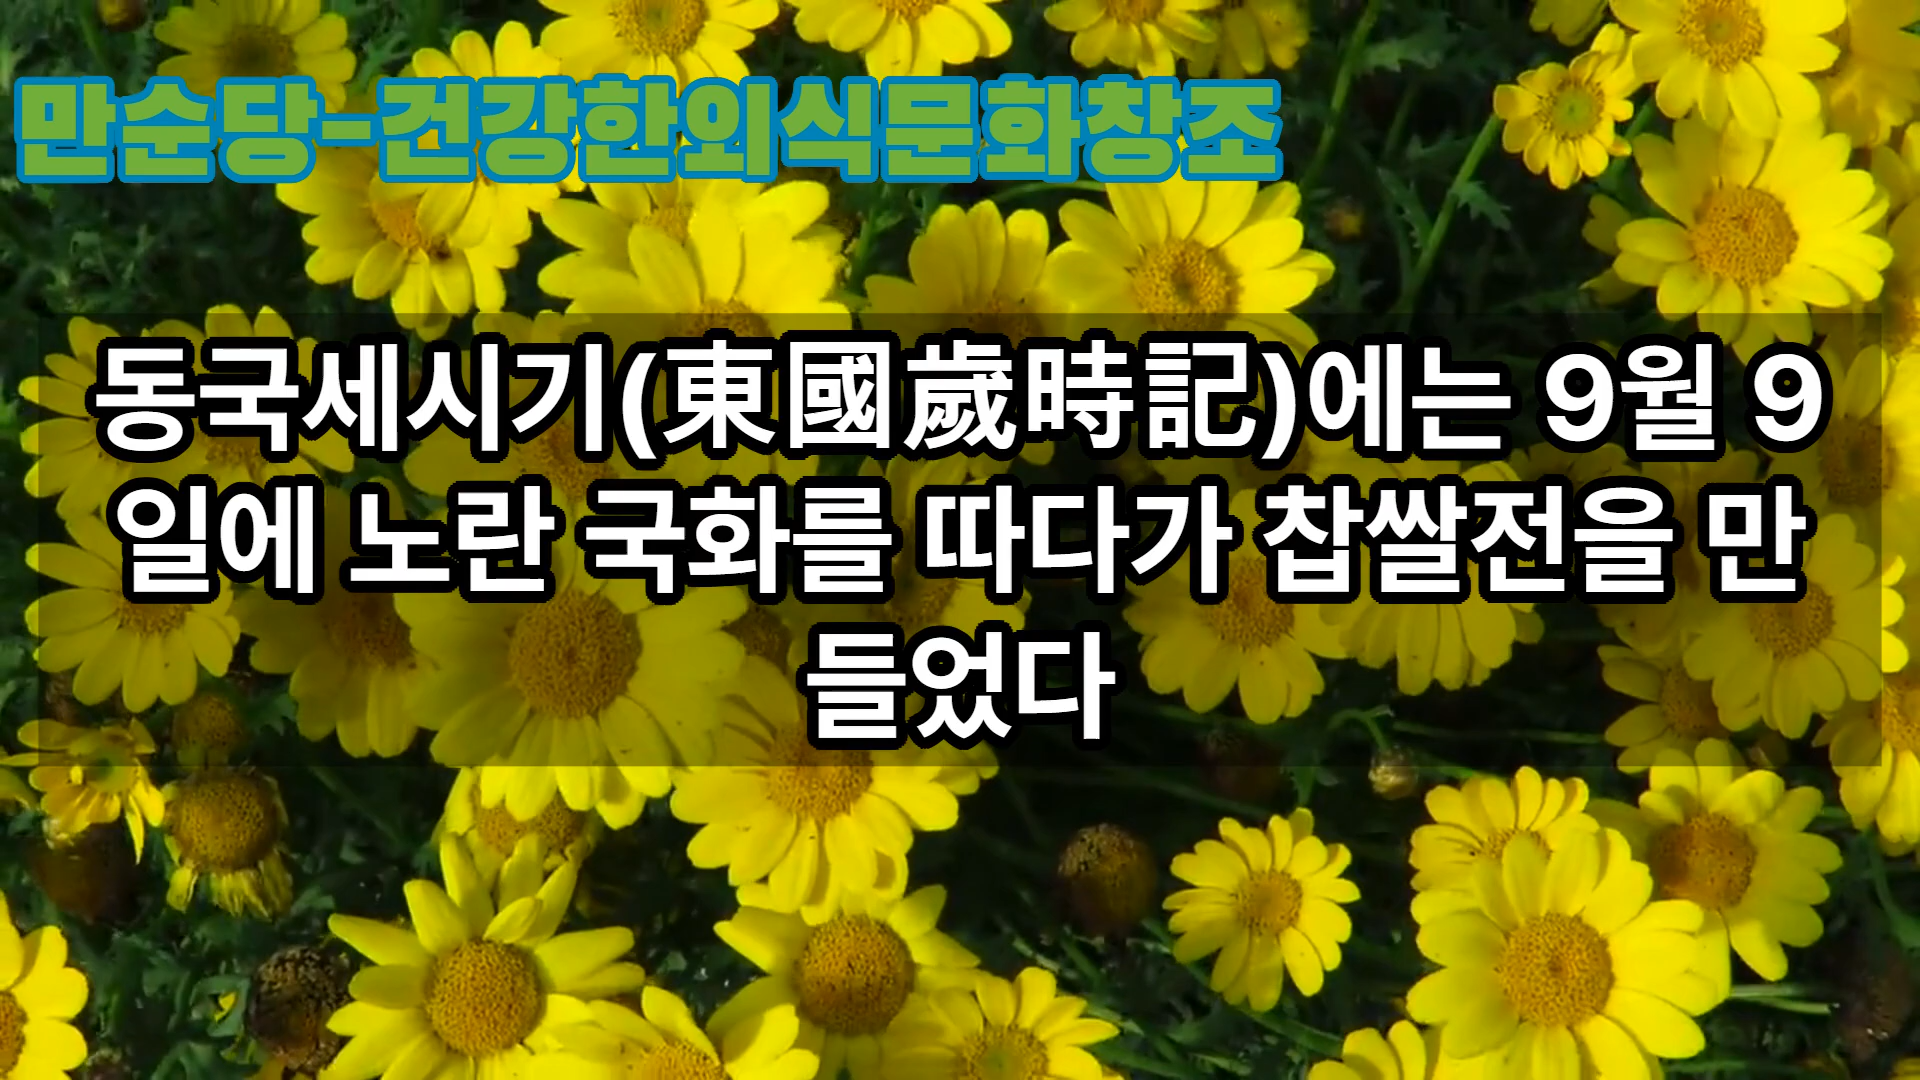 만순당-건강한외식문화창조
동국세시기(東國歲時記)에는 9월 9
일에 노란 국화를 따다가 찹쌀전을 만
들었다